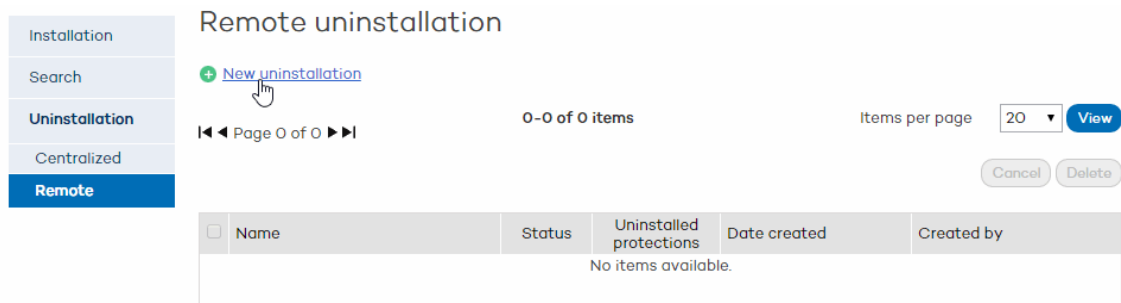 Installation
Search
Uninstallation
Centralized
Remote
Remote uninstallation
New uninstallation
Page 0 of 0
0-0 of 0 items
Items per page 20 View
Cancel Delete
Name Status Uninstalled protections Date created Created by
No items available.